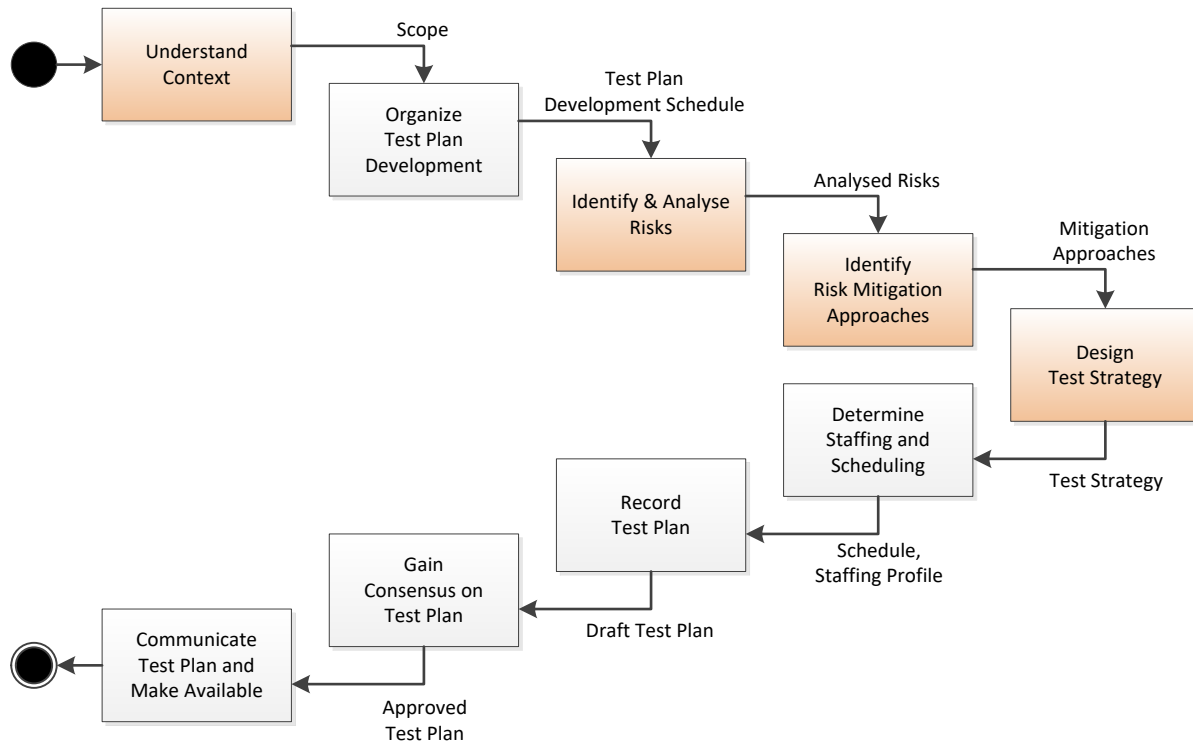 Understand
Context
Scope
Organize
Test Plan
Development
Test Plan
Development Schedule
Identify & Analyse
Risks
Analysed Risks
Identify
Risk Mitigation
Approaches
Mitigation
Approaches
Design
Test Strategy
Test Strategy
Determine
Staffing and
Scheduling
Schedule,
Staffing Profile
Record
Test Plan
Draft Test Plan
Gain
Consensus on
Test Plan
Approved
Test Plan
Communicate
Test Plan and
Make Available